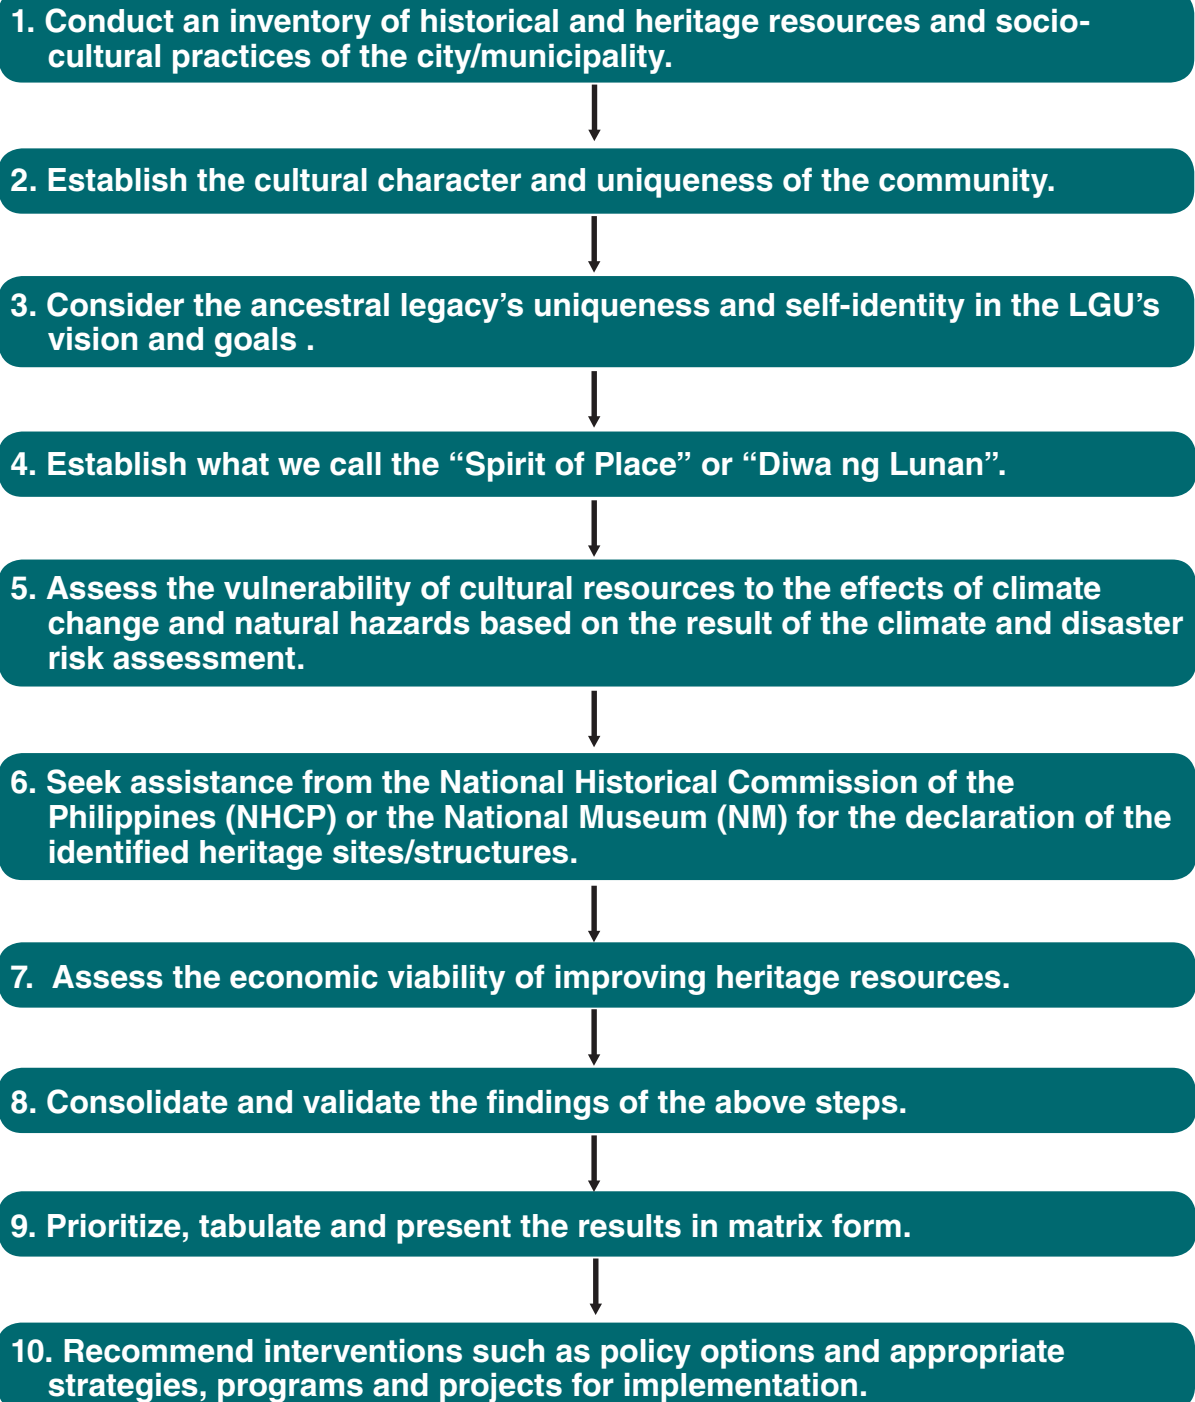 1. Conduct an inventory of historical and heritage resources and socio-
cultural practices of the city/municipality.
2. Establish the cultural character and uniqueness of the community.
3. Consider the ancestral legacy’s uniqueness and self-identity in the LGU’s
vision and goals .
4. Establish what we call the “Spirit of Place” or “Diwa ng Lunan”.
5. Assess the vulnerability of cultural resources to the effects of climate
change and natural hazards based on the result of the climate and disaster
risk assessment.
6. Seek assistance from the National Historical Commission of the
Philippines (NHCP) or the National Museum (NM) for the declaration of the
identified heritage sites/structures.
7. Assess the economic viability of improving heritage resources.
8. Consolidate and validate the findings of the above steps.
9. Prioritize, tabulate and present the results in matrix form.
10. Recommend interventions such as policy options and appropriate
strategies, programs and projects for implementation.